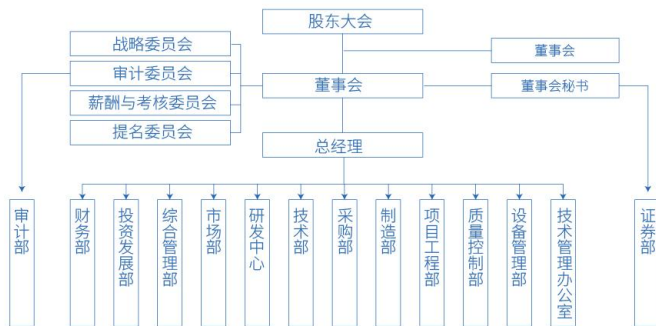 股东大会
战略委员会
董事会
审计委员会
董事会
董事会秘书
薪酬与考核委员会
提名委员会
总经理
审计部
财务部
投资发展部
综合管理部
市场部
研发中心
技术部
采购部
制造部
项目工程部
质量控制部
设备管理部
技术管理办公室
证券部